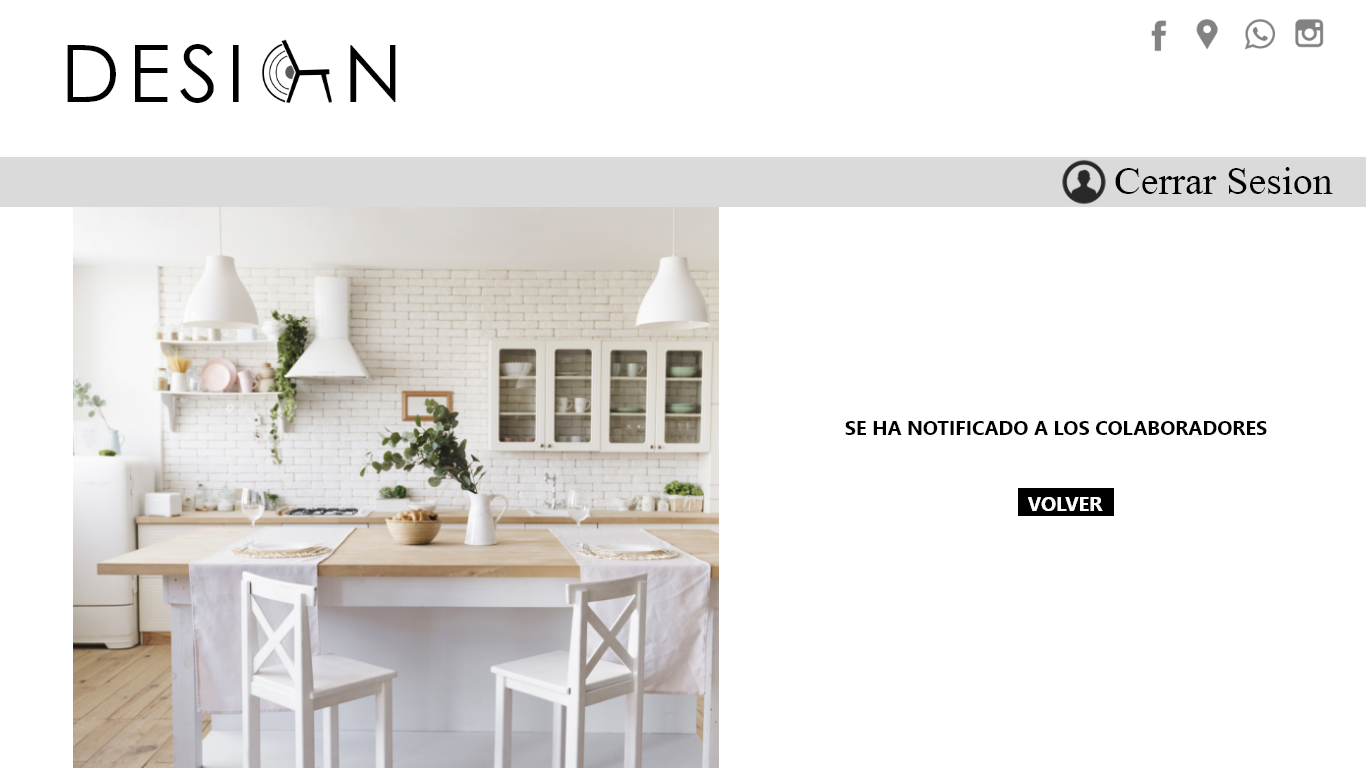 DESIGN
Cerrar Sesion
SE HA NOTIFICADO A LOS COLABORADORES
VOLVER